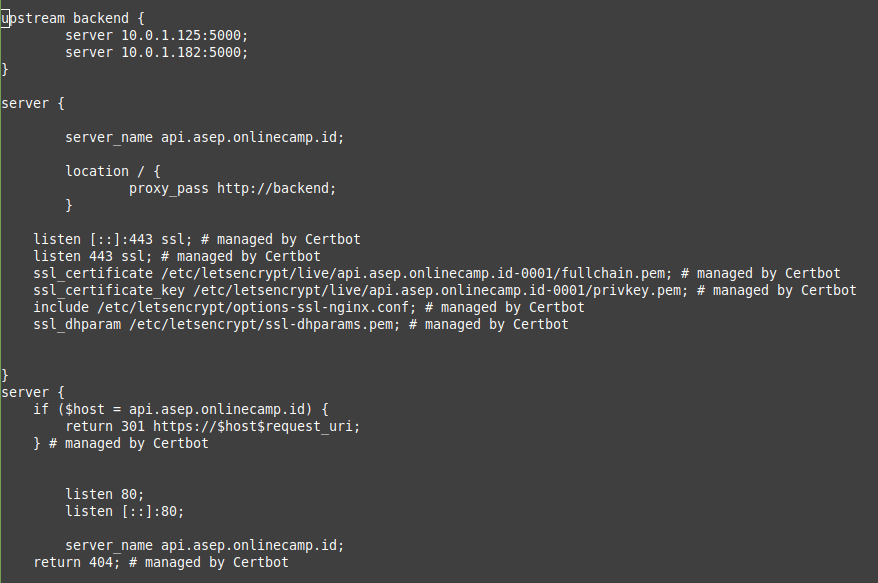 upstream backend {
        server 10.0.1.125:5000;
        server 10.0.1.182:5000;
}

server {

        server_name api.asep.onlinecamp.id;

        location / {
                proxy_pass http://backend;
        }

    listen [::]:443 ssl; # managed by Certbot
    listen 443 ssl; # managed by Certbot
    ssl_certificate /etc/letsencrypt/live/api.asep.onlinecamp.id-0001/fullchain.pem; # managed by Certbot
    ssl_certificate_key /etc/letsencrypt/live/api.asep.onlinecamp.id-0001/privkey.pem; # managed by Certbot
    include /etc/letsencrypt/options-ssl-nginx.conf; # managed by Certbot
    ssl_dhparam /etc/letsencrypt/ssl-dhparams.pem; # managed by Certbot


}
server {
    if ($host = api.asep.onlinecamp.id) {
        return 301 https://$host$request_uri;
    } # managed by Certbot


        listen 80;
        listen [::]:80;

        server_name api.asep.onlinecamp.id;
    return 404; # managed by Certbot